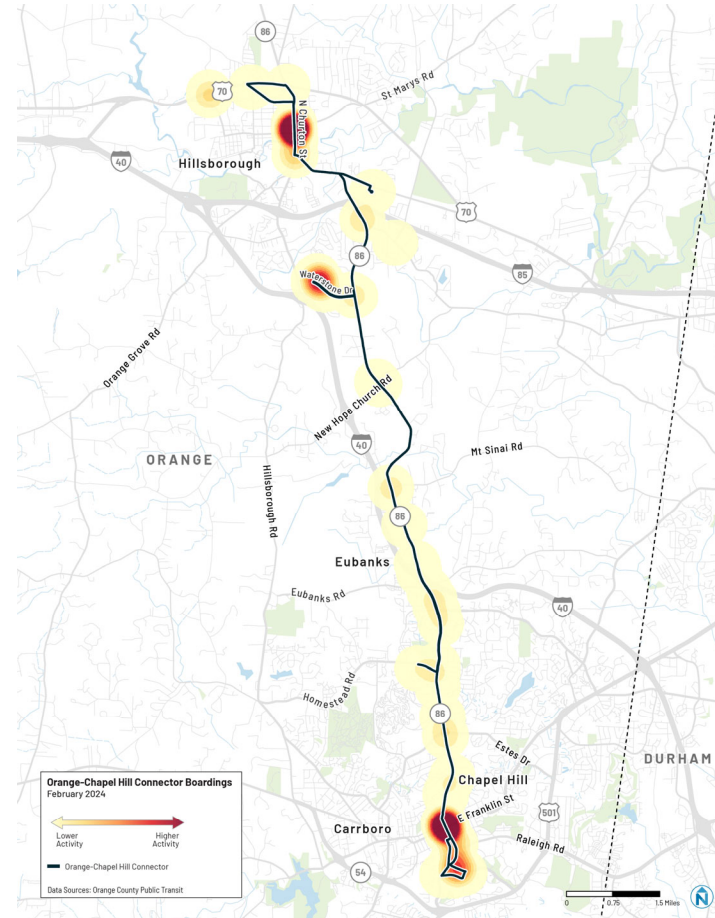 86
70
St Marys Rd
N Churton St
40
Hillsborough
70
86
85
Waterstone Dr
Orange Grove Rd
New Hope Church Rd
40
ORANGE
Mt Sinai Rd
Hillsborough Rd
86
Eubanks
Eubanks Rd
40
Homestead Rd
86
Estes Dr
DURHAM
Chapel Hill
E Franklin St
501
Carrboro
Raleigh Rd
54
Orange-Chapel Hill Connector Boardings
February 2024
Lower
Activity
Higher
Activity
Orange-Chapel Hill Connector
Data Sources: Orange County Public Transit
0 0.75 1.5 Miles
N